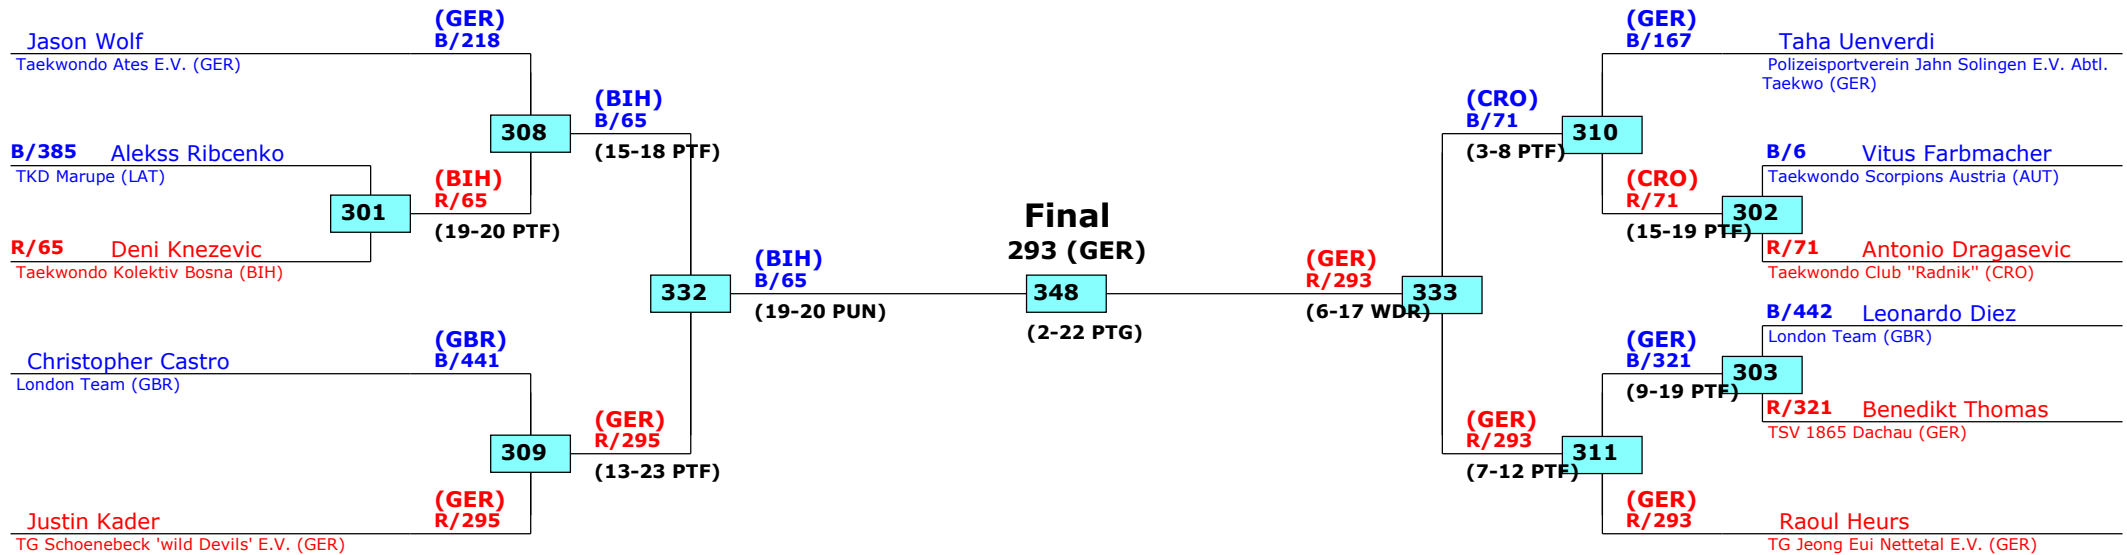 (GER)
B/218
Jason Wolf
Taekwondo Ates E.V. (GER)
308
(BIH)
B/65
(15-18 PTF)
B/385 Alekss Ribcenko
TKD Marupe (LAT)
301
(BIH)
R/65
(19-20 PTF)
R/65 Deni Knezevic
Taekwondo Kolektiv Bosna (BIH)
332
(BIH)
B/65
(19-20 PUN)
(GBR)
B/441
Christopher Castro
London Team (GBR)
309
(GER)
R/295
(13-23 PTF)
(GER)
R/295
Justin Kader
TG Schoenebeck 'wild Devils' E.V. (GER)
Final
293 (GER)
348
(2-22 PTG)
(GER)
R/293
(6-17 WDR)
333
(GER)
B/167
Taha Uenverdi
Polizeisportverein Jahn Solingen E.V. Abtl.
Taekwo (GER)
(CRO)
B/71
(3-8 PTF)
310
B/6 Vitus Farbmacher
Taekwondo Scorpions Austria (AUT)
(CRO)
R/71
(15-19 PTF)
302
R/71 Antonio Dragasevic
Taekwondo Club "Radnik" (CRO)
B/442 Leonardo Diez
London Team (GBR)
(GER)
B/321
(9-19 PTF)
303
R/321 Benedikt Thomas
TSV 1865 Dachau (GER)
(GER)
R/293
(7-12 PTF)
311
(GER)
R/293
Raoul Heurs
TG Jeong Eui Nettetal E.V. (GER)